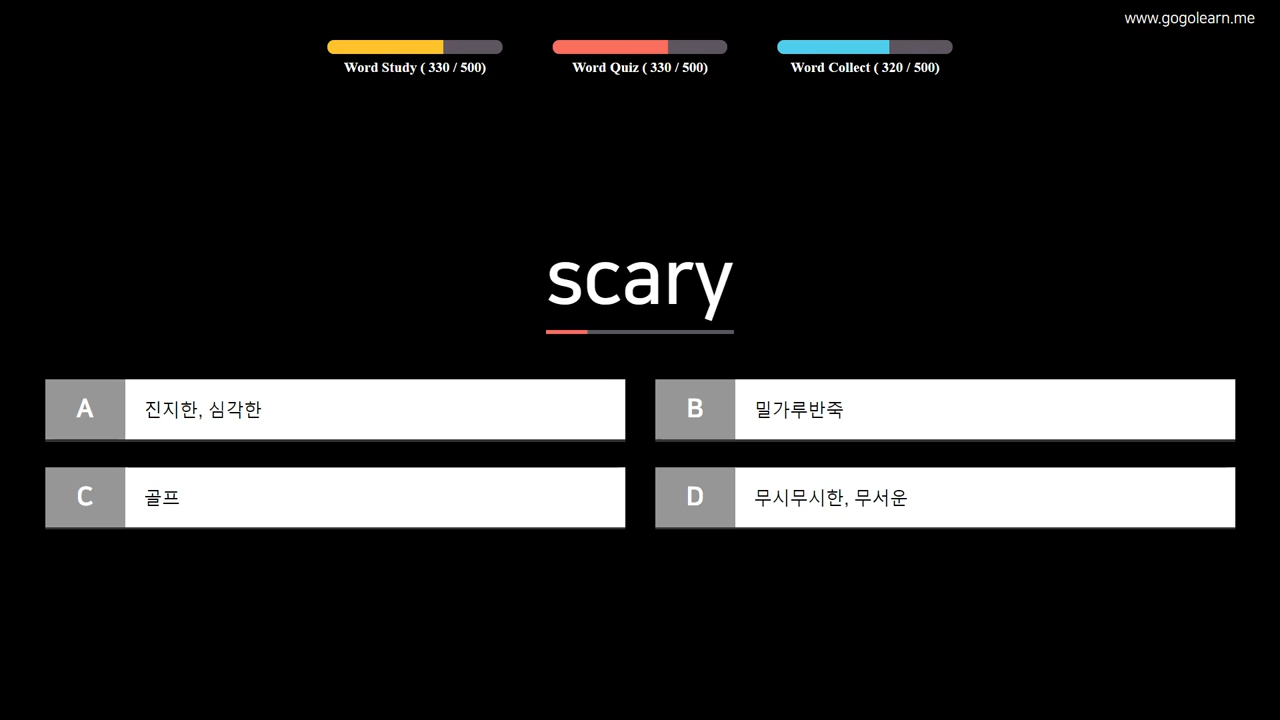 www.gogolearn.me
Word Study ( 330 / 500)
Word Quiz ( 330 / 500)
Word Collect ( 320 / 500)
scary
A 진지한, 심각한
B 밀가루반죽
C 골프
D 무시무시한, 무서운